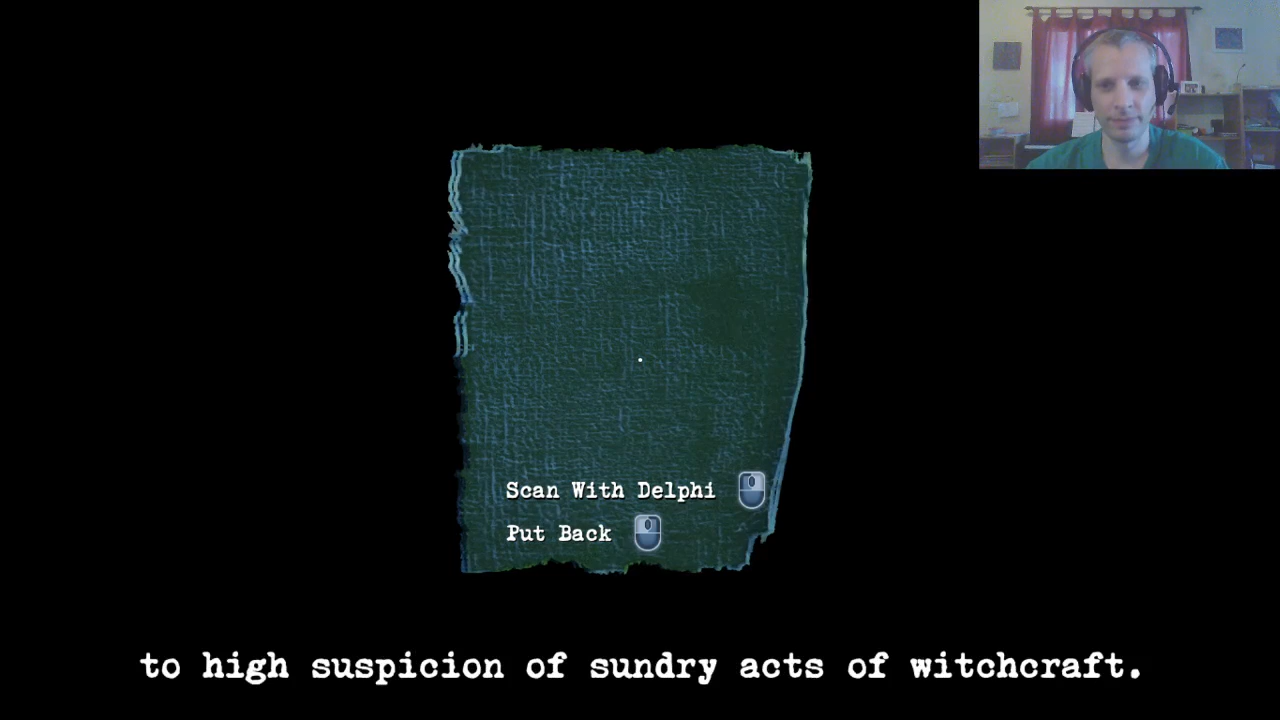 Scan With Delphi
Put Back
to high suspicion of sundry acts of witchcraft.